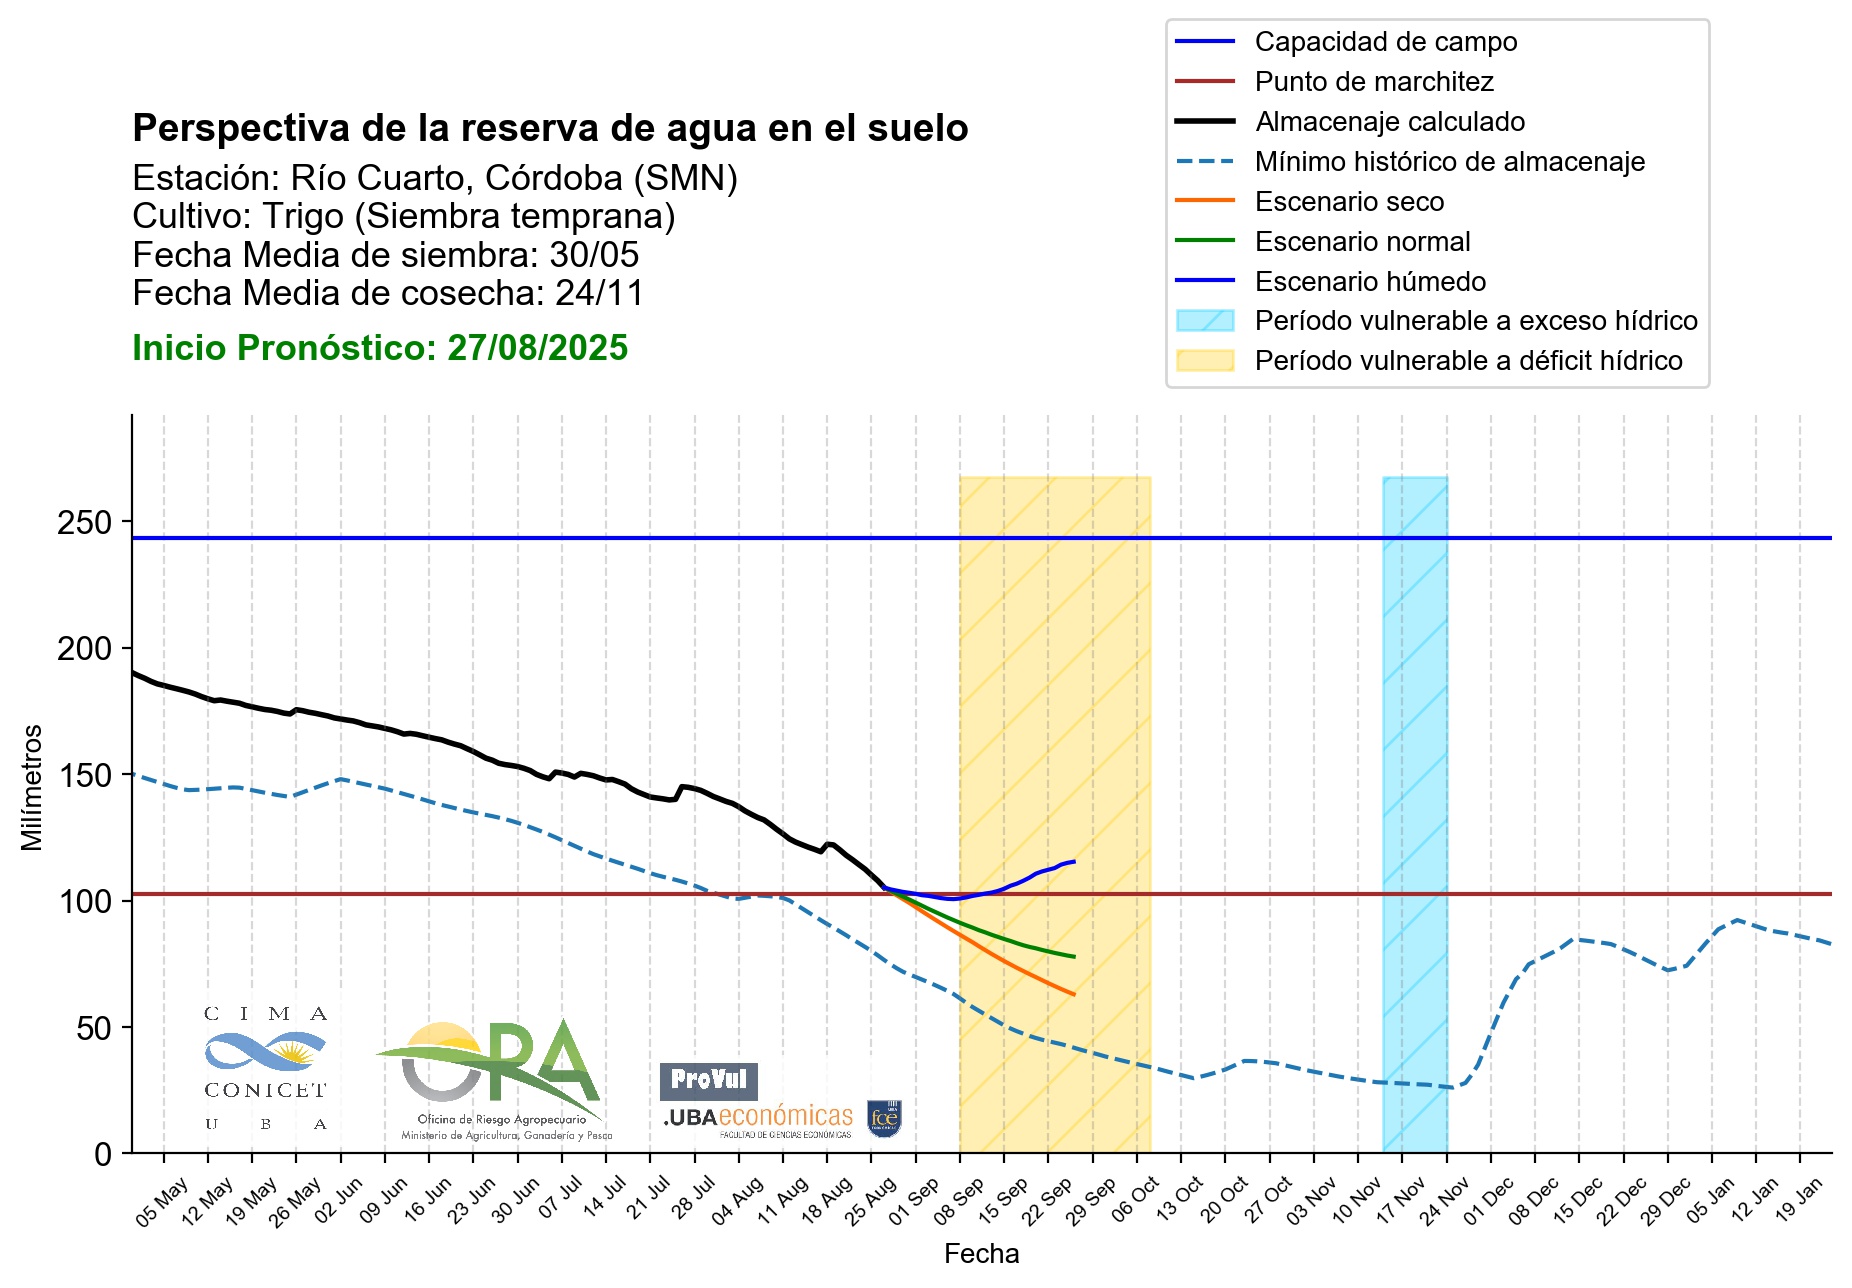 Capacidad de campo
Punto de marchitez
Almacenaje calculado
Mínimo histórico de almacenaje
Escenario seco
Escenario normal
Escenario húmedo
Período vulnerable a exceso hídrico
Período vulnerable a déficit hídrico
Perspectiva de la reserva de agua en el suelo
Estación: Río Cuarto, Córdoba (SMN)
Cultivo: Trigo (Siembra temprana)
Fecha Media de siembra: 30/05
Fecha Media de cosecha: 24/11
Inicio Pronóstico: 27/08/2025
Milímetros
250
200
150
100
50
0
CIMA
CONICET
UBA
ORA
Oficina de Riesgo Agropecuario
Ministerio de Agricultura, Ganadería y Pesca
ProVul
.UBAeconómicas
FACULTAD DE CIENCIAS ECONÓMICAS
fce
05 May
12 May
19 May
26 May
02 Jun
09 Jun
16 Jun
23 Jun
30 Jun
07 Jul
14 Jul
21 Jul
28 Jul
04 Aug
11 Aug
18 Aug
25 Aug
01 Sep
08 Sep
15 Sep
22 Sep
29 Sep
06 Oct
13 Oct
20 Oct
27 Oct
03 Nov
10 Nov
17 Nov
24 Nov
01 Dec
08 Dec
15 Dec
22 Dec
29 Dec
05 Jan
12 Jan
19 Jan
Fecha